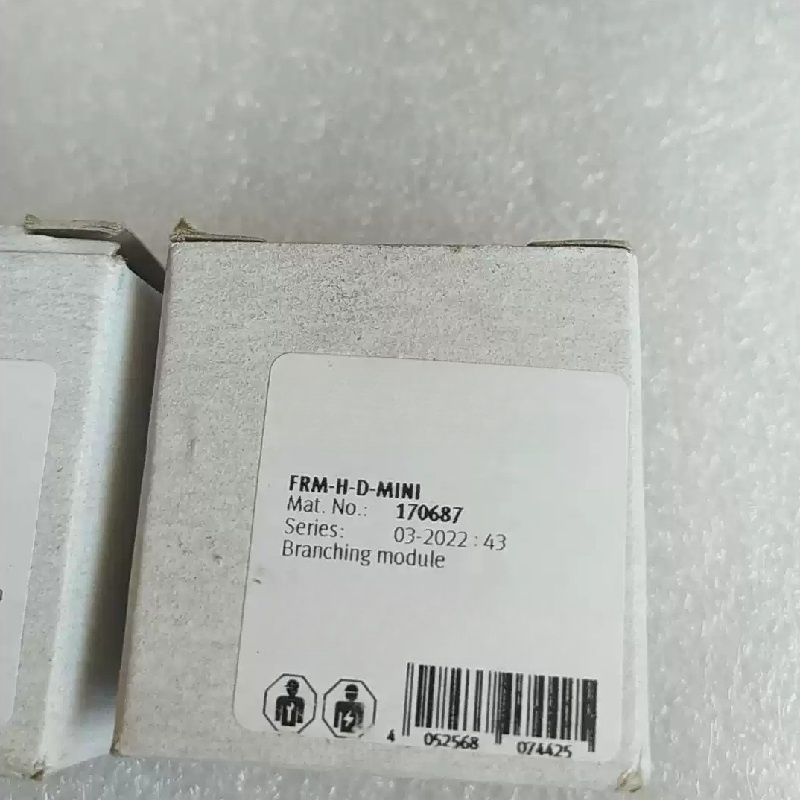 FRM-H-D-MINI
Mat. No.: 170687
Series: 03-2022 : 43
Branching module
4 052568 074425